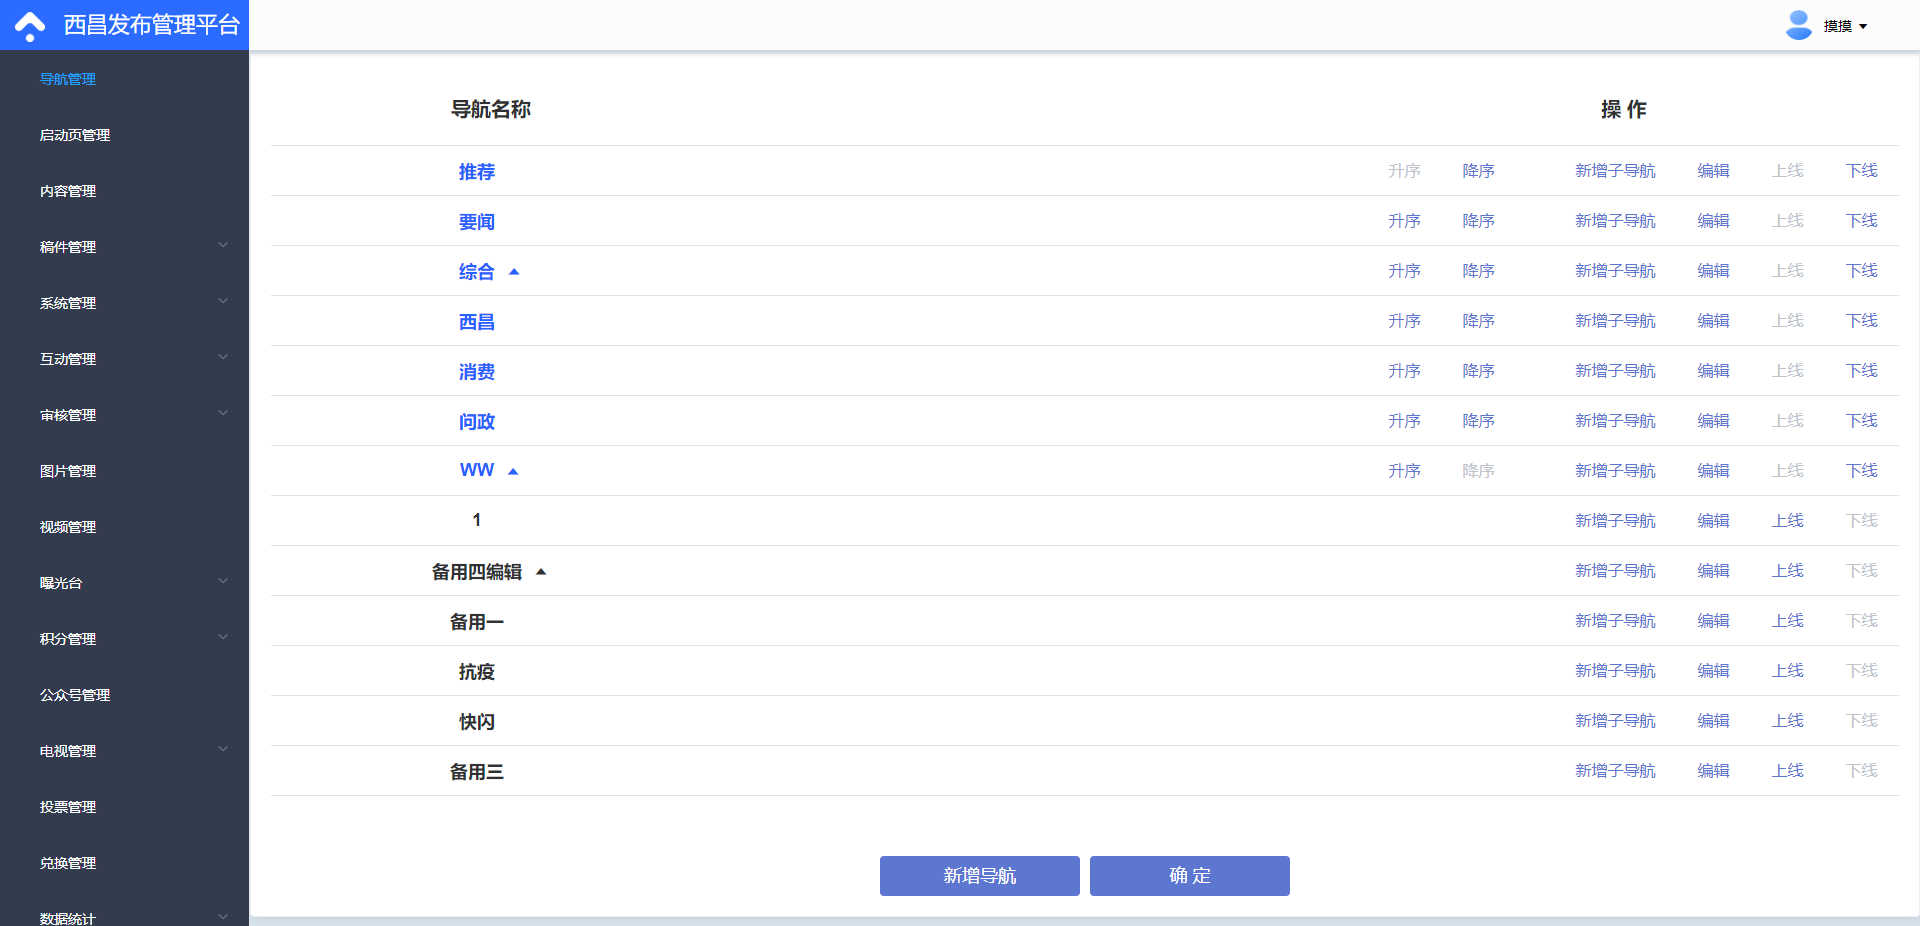 西昌发布管理平台
摸摸
导航管理
启动页管理
内容管理
稿件管理
系统管理
互动管理
审核管理
图片管理
视频管理
曝光台
积分管理
公众号管理
电视管理
投票管理
兑换管理
数据统计
导航名称 操 作
推荐 升序 降序 新增子导航 编辑 上线 下线
要闻 升序 降序 新增子导航 编辑 上线 下线
综合 升序 降序 新增子导航 编辑 上线 下线
西昌 升序 降序 新增子导航 编辑 上线 下线
消费 升序 降序 新增子导航 编辑 上线 下线
问政 升序 降序 新增子导航 编辑 上线 下线
WW 升序 降序 新增子导航 编辑 上线 下线
1 新增子导航 编辑 上线 下线
备用四编辑 新增子导航 编辑 上线 下线
备用一 新增子导航 编辑 上线 下线
抗疫 新增子导航 编辑 上线 下线
快闪 新增子导航 编辑 上线 下线
备用三 新增子导航 编辑 上线 下线
新增导航 确 定